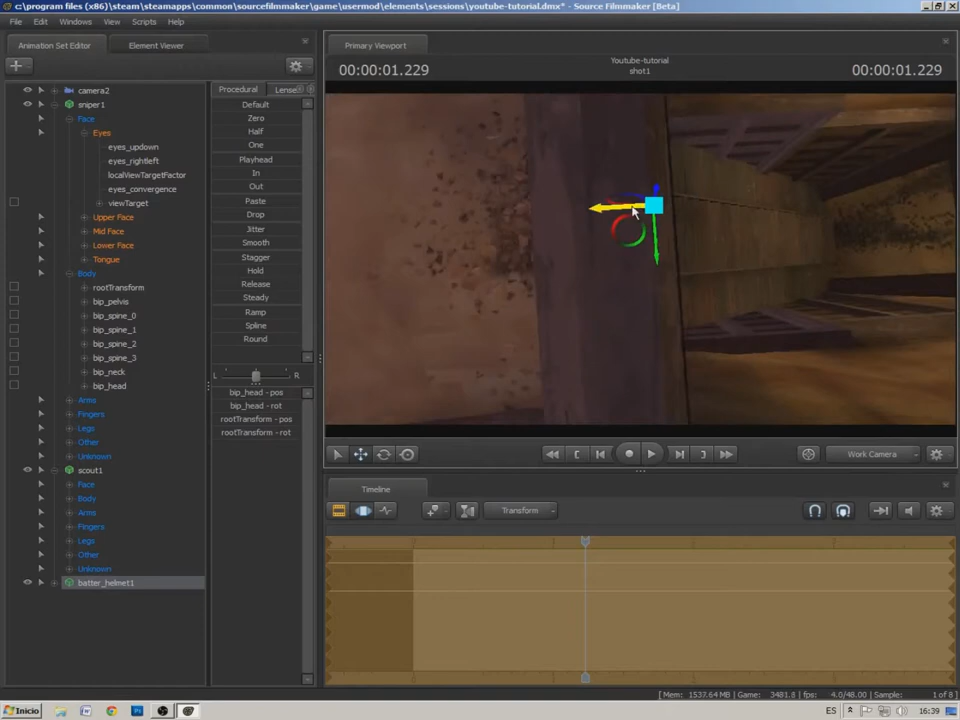 c:\program files (x86)\steam\steamapps\common\sourcefilmmaker\game\usermod\elements\sessions\youtube-tutorial.dmx* - Source Filmmaker [Beta]
File Edit Windows View Scripts Help
Animation Set Editor Element Viewer
camera2
sniper1
Face
Eyes
eyes_updown
eyes_rightleft
localViewTargetFactor
eyes_convergence
viewTarget
Upper Face
Mid Face
Lower Face
Tongue
Body
rootTransform
bip_pelvis
bip_spine_0
bip_spine_1
bip_spine_2
bip_spine_3
bip_neck
bip_head
Arms
Fingers
Legs
Other
Unknown
scout1
Face
Body
Arms
Fingers
Legs
Other
Unknown
batter_helmet1
Procedural Lense
Default
Zero
Half
One
Playhead
In
Out
Paste
Drop
Jitter
Smooth
Stagger
Hold
Release
Steady
Ramp
Spline
Round
L R
bip_head - pos
bip_head - rot
rootTransform - pos
rootTransform - rot
Primary Viewport
00:00:01.229
Youtube-tutorial
shot1
00:00:01.229
Work Camera
Timeline
Transform
[Mem: 1537.64 MB| Game: 3481.8| fps: 4.0/48.00| Sample: 1 of 8
Inicio
ES
16:39